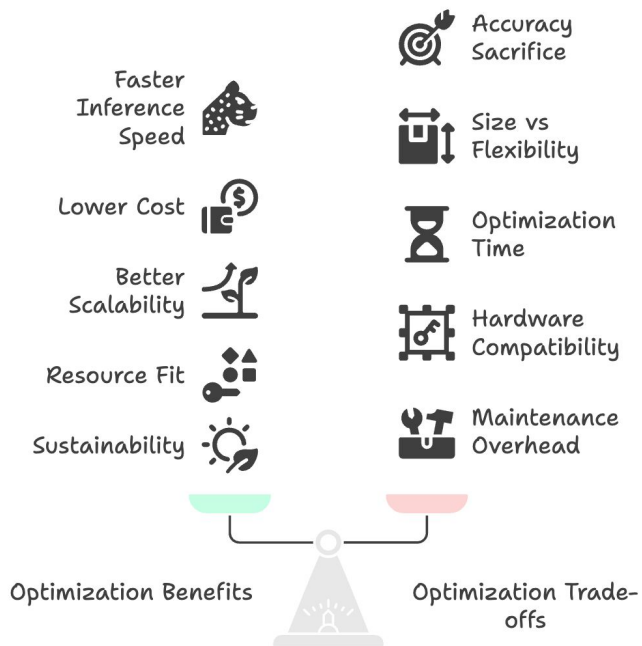 Faster
Inference
Speed
Lower Cost
Better
Scalability
Resource Fit
Sustainability
Accuracy
Sacrifice
Size vs
Flexibility
Optimization
Time
Hardware
Compatibility
Maintenance
Overhead
Optimization Benefits
Optimization Trade-
offs